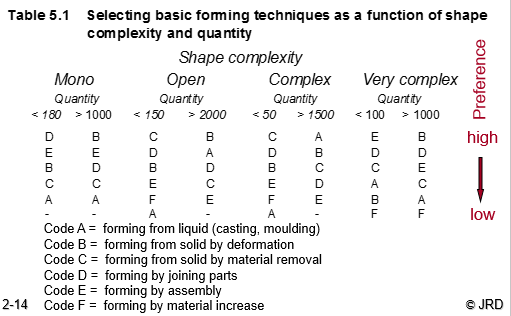 Table 5.1 Selecting basic forming techniques as a function of shape
complexity and quantity
Shape complexity
Preference
Mono Open Complex Very complex
Quantity Quantity Quantity Quantity
< 180 > 1000 < 150 > 2000 < 50 > 1500 < 100 > 1000
D B C B C A E B high
E E D A D B D D
B D B D B C C E
C C E C E D A C
A A F E F E B A
- - A - A - F F low
Code A = forming from liquid (casting, moulding)
Code B = forming from solid by deformation
Code C = forming from solid by material removal
Code D = forming by joining parts
Code E = forming by assembly
2-14 Code F = forming by material increase © JRD